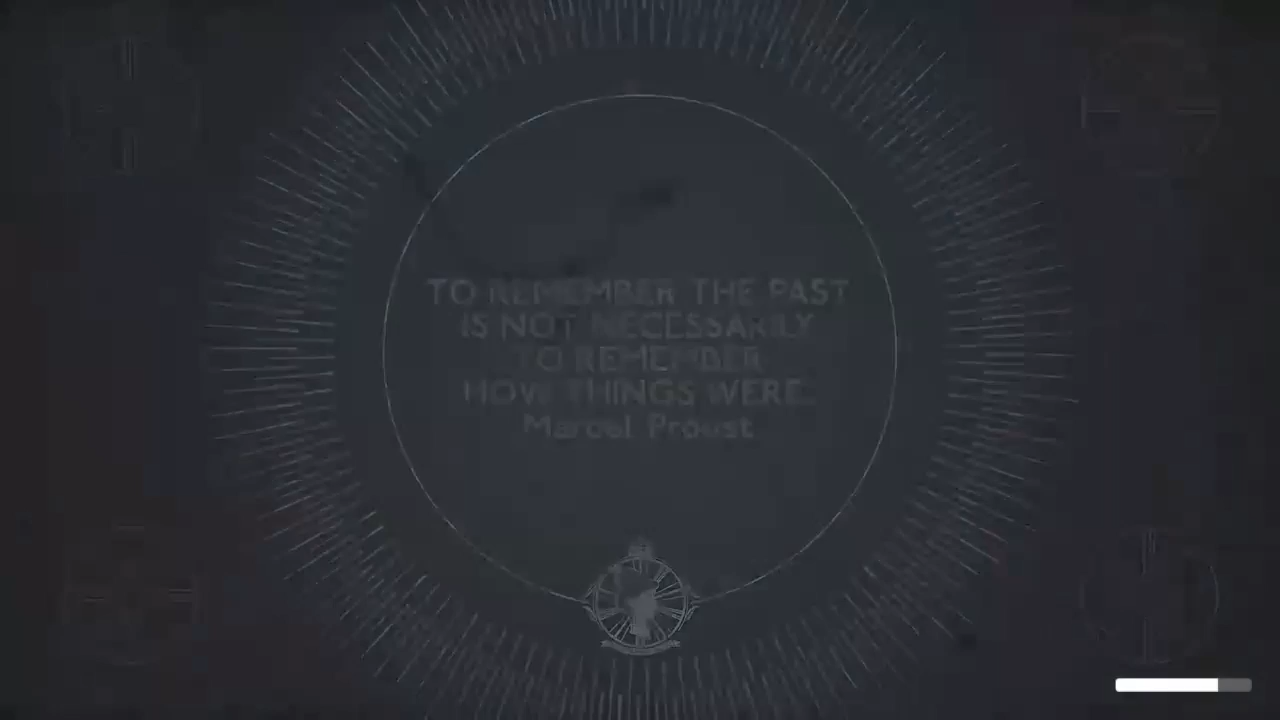 TO REMEMBER THE PAST
IS NOT NECESSARILY
TO REMEMBER
HOW THINGS WERE.
Marcel Proust